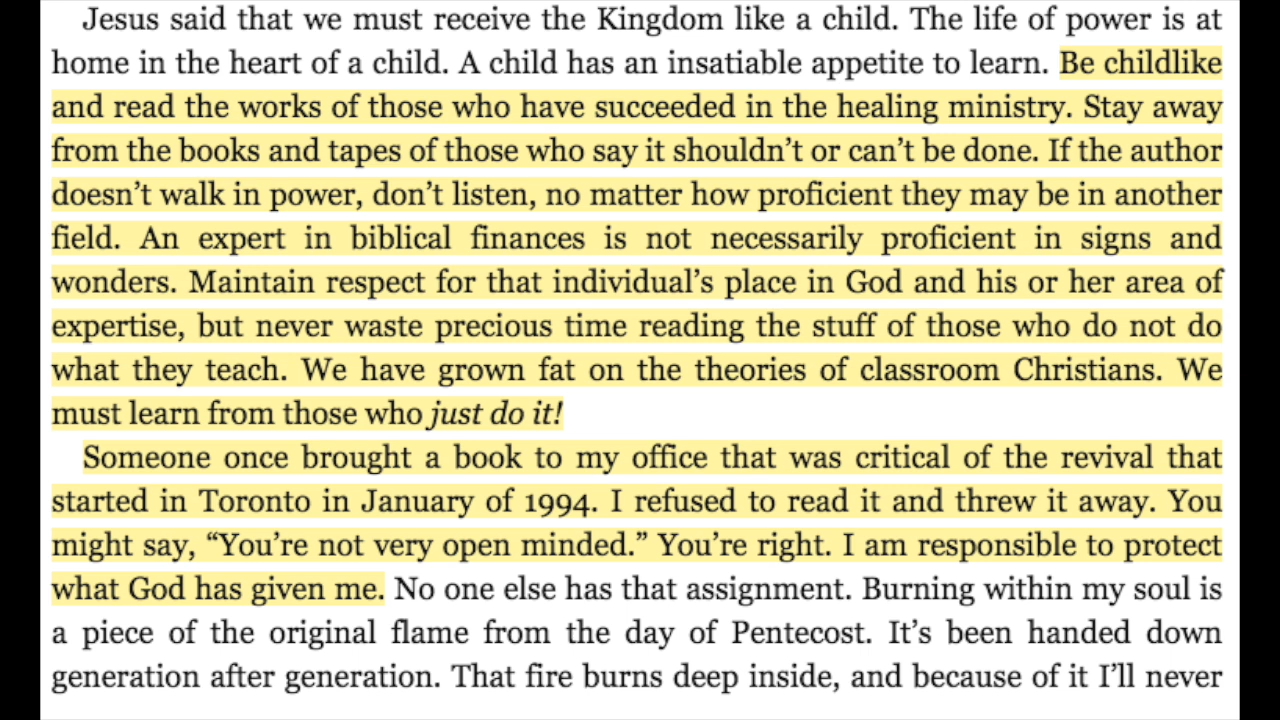 Jesus said that we must receive the Kingdom like a child. The life of power is at
home in the heart of a child. A child has an insatiable appetite to learn. Be childlike
and read the works of those who have succeeded in the healing ministry. Stay away
from the books and tapes of those who say it shouldn’t or can’t be done. If the author
doesn’t walk in power, don’t listen, no matter how proficient they may be in another
field. An expert in biblical finances is not necessarily proficient in signs and
wonders. Maintain respect for that individual’s place in God and his or her area of
expertise, but never waste precious time reading the stuff of those who do not do
what they teach. We have grown fat on the theories of classroom Christians. We
must learn from those who just do it!
Someone once brought a book to my office that was critical of the revival that
started in Toronto in January of 1994. I refused to read it and threw it away. You
might say, “You’re not very open minded.” You’re right. I am responsible to protect
what God has given me. No one else has that assignment. Burning within my soul is
a piece of the original flame from the day of Pentecost. It’s been handed down
generation after generation. That fire burns deep inside, and because of it I’ll never